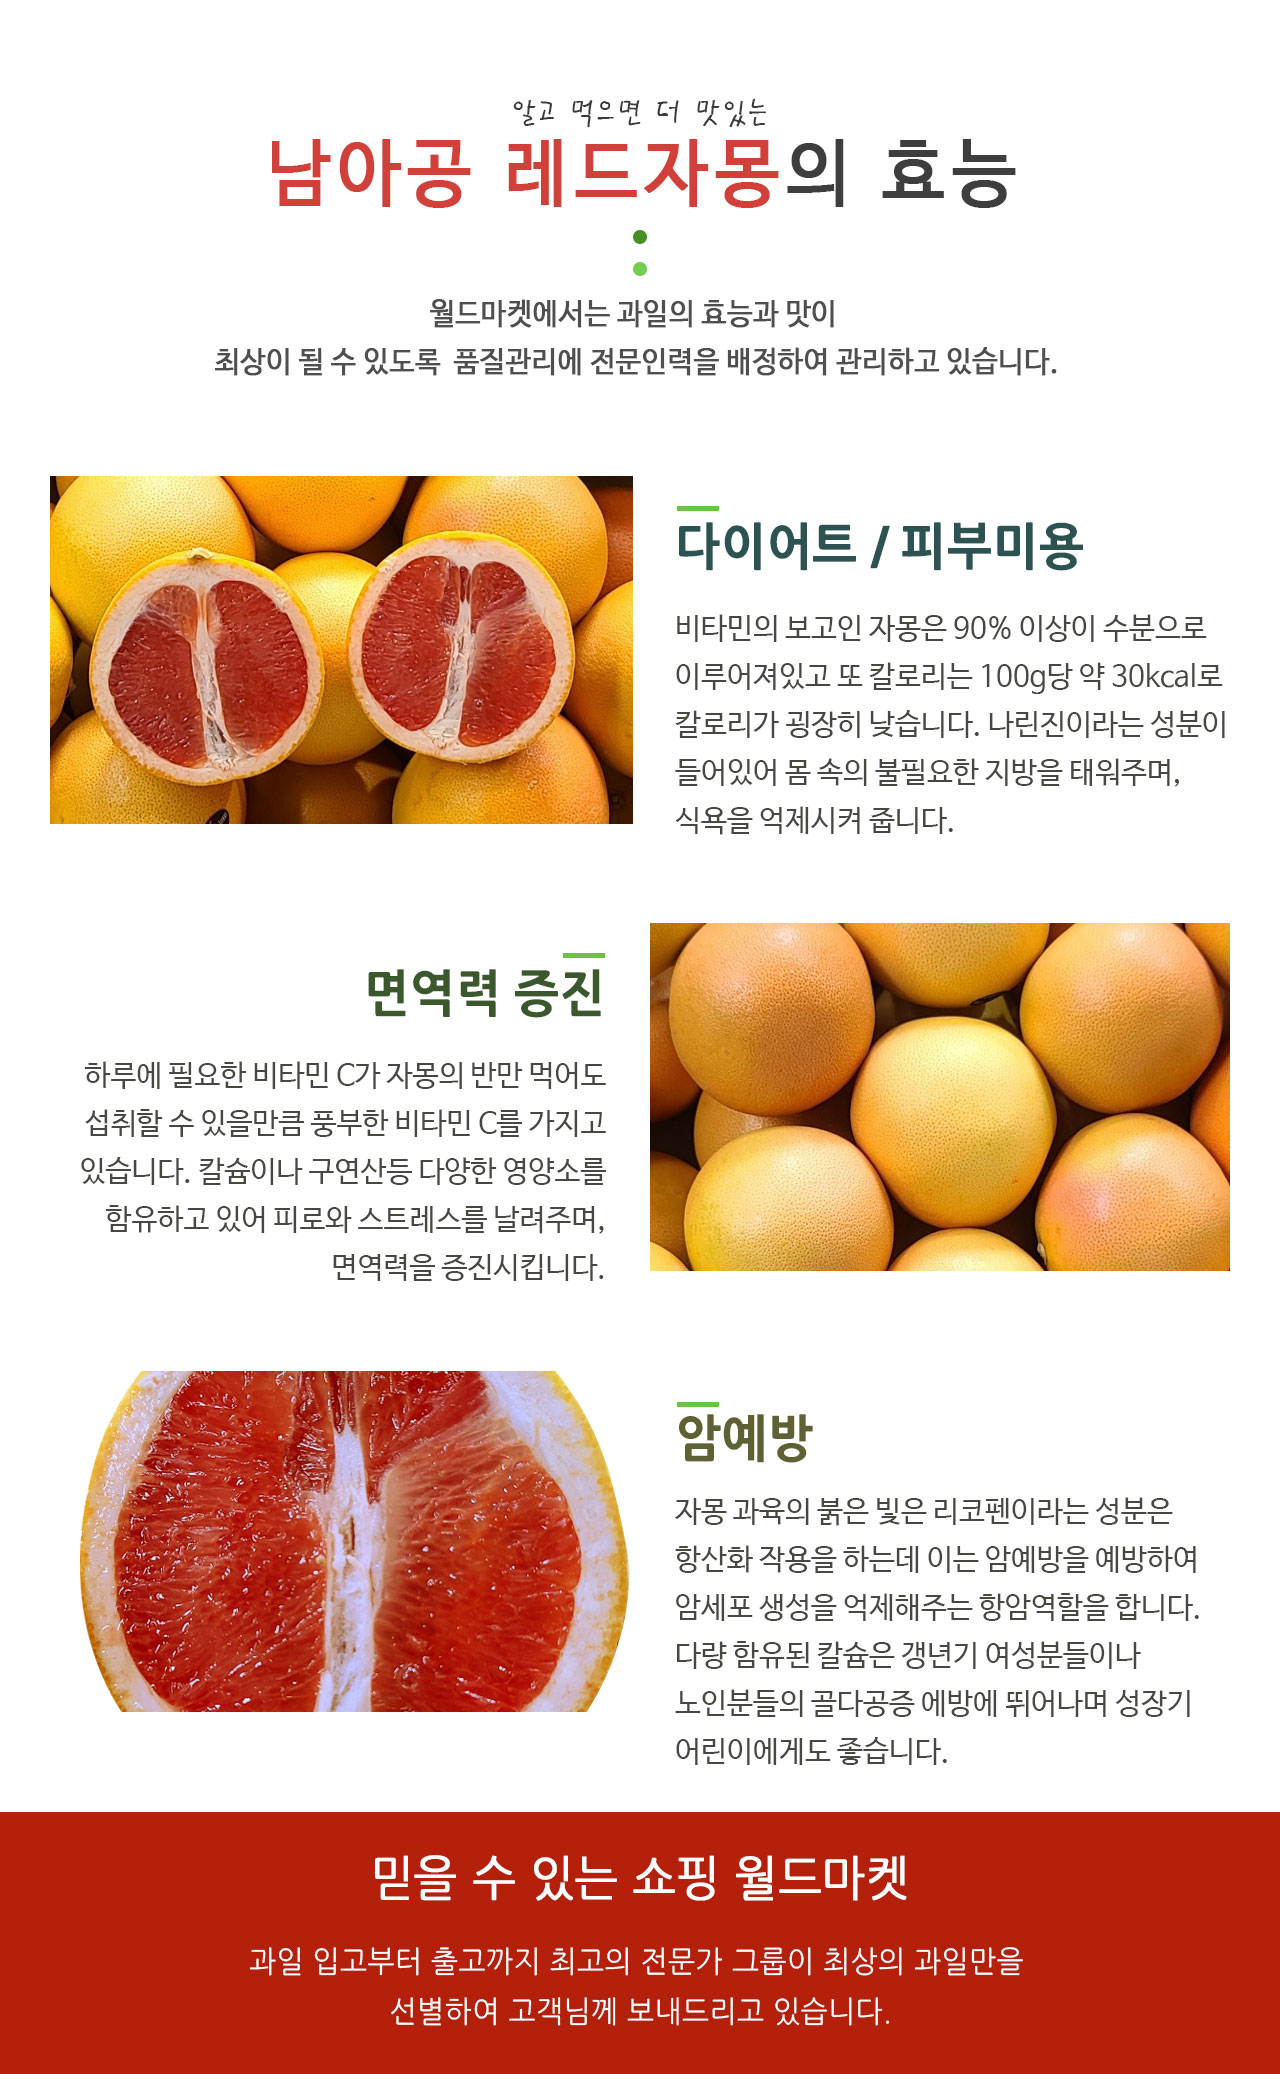 알고 먹으면 더 맛있는
남아공 레드자몽의 효능
월드마켓에서는 과일의 효능과 맛이
최상이 될 수 있도록 품질관리에 전문인력을 배정하여 관리하고 있습니다.
다이어트 / 피부미용
비타민의 보고인 자몽은 90% 이상이 수분으로
이루어져있고 또 칼로리는 100g당 약 30kcal로
칼로리가 굉장히 낮습니다. 나린진이라는 성분이
들어있어 몸 속의 불필요한 지방을 태워주며,
식욕을 억제시켜 줍니다.
면역력 증진
하루에 필요한 비타민 C가 자몽의 반만 먹어도
섭취할 수 있을만큼 풍부한 비타민 C를 가지고
있습니다. 칼슘이나 구연산등 다양한 영양소를
함유하고 있어 피로와 스트레스를 날려주며,
면역력을 증진시킵니다.
암예방
자몽 과육의 붉은 빛은 리코펜이라는 성분은
항산화 작용을 하는데 이는 암예방을 예방하여
암세포 생성을 억제해주는 항암역할을 합니다.
다량 함유된 칼슘은 갱년기 여성분들이나
노인분들의 골다공증 에방에 뛰어나며 성장기
어린이에게도 좋습니다.
믿을 수 있는 쇼핑 월드마켓
과일 입고부터 출고까지 최고의 전문가 그룹이 최상의 과일만을
선별하여 고객님께 보내드리고 있습니다.